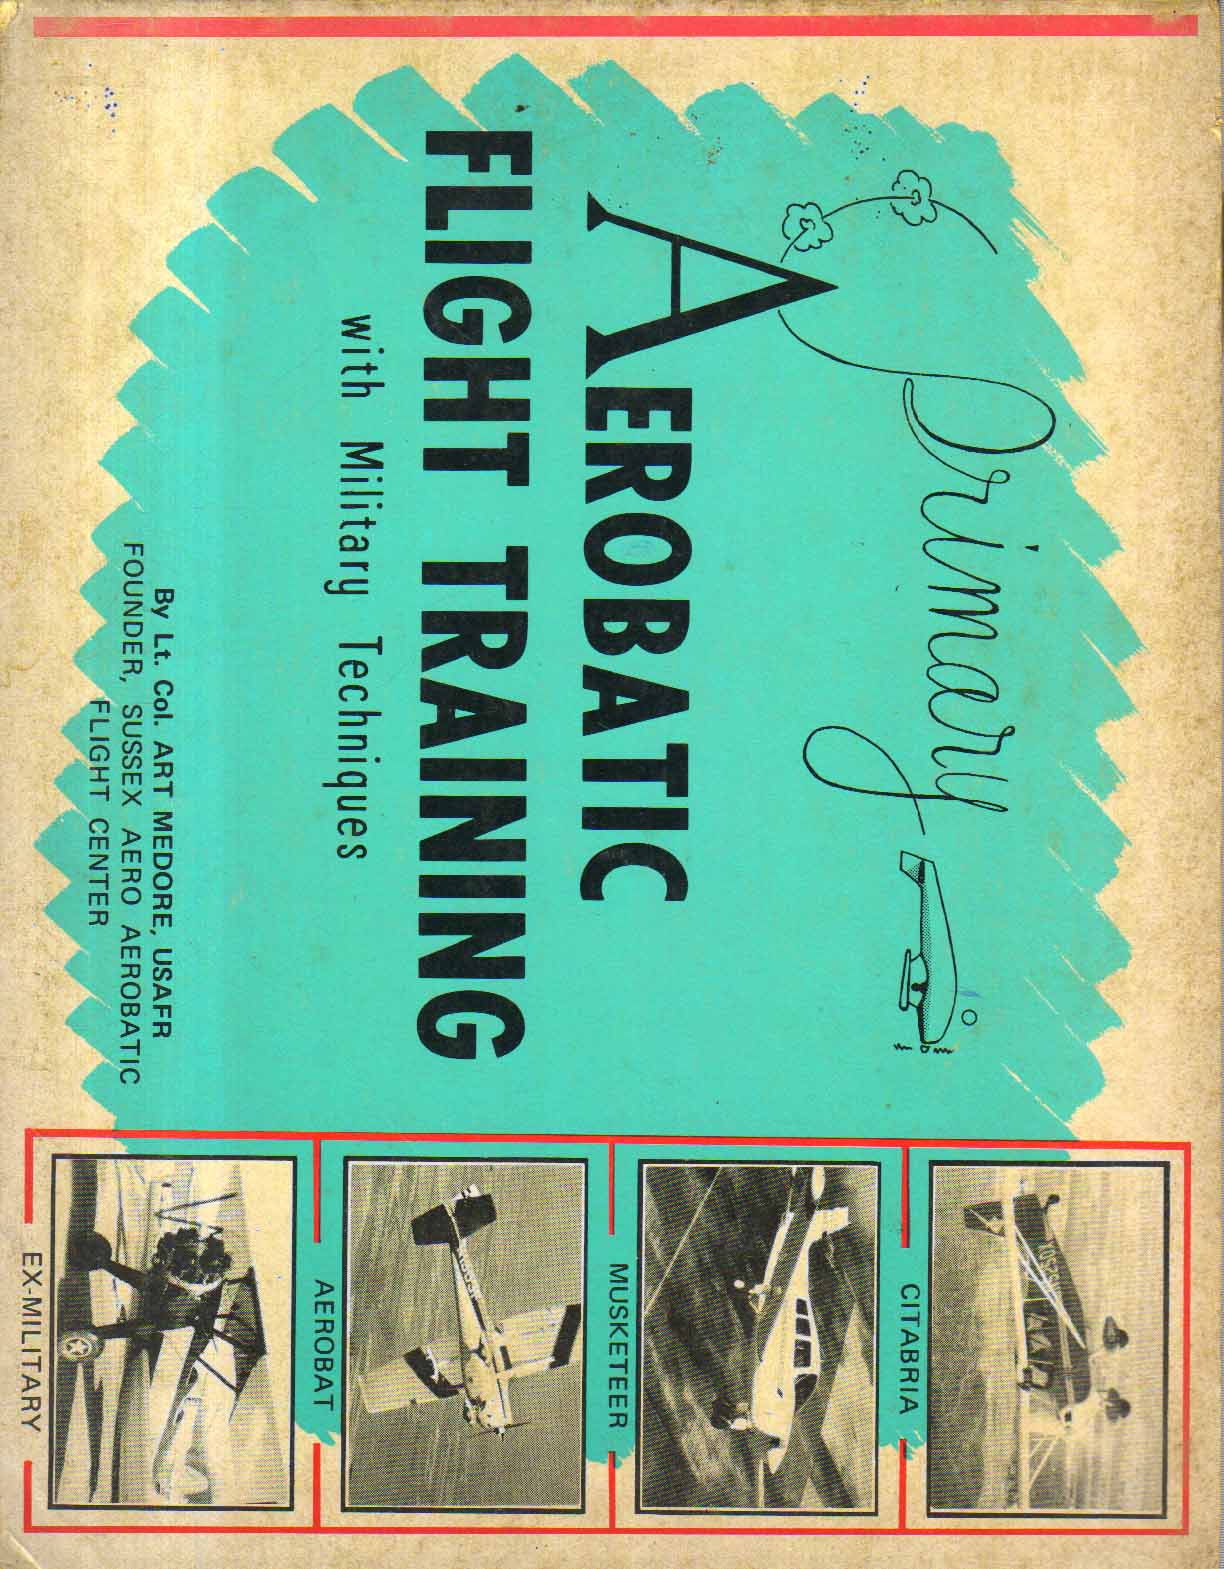 Primary
AEROBATIC
FLIGHT TRAINING
with Military Techniques
By Lt. Col. ART MEDORE, USAFR
FOUNDER, SUSSEX AERO AEROBATIC
FLIGHT CENTER
CITABRIA
MUSKETEER
AEROBAT
EX-MILITARY